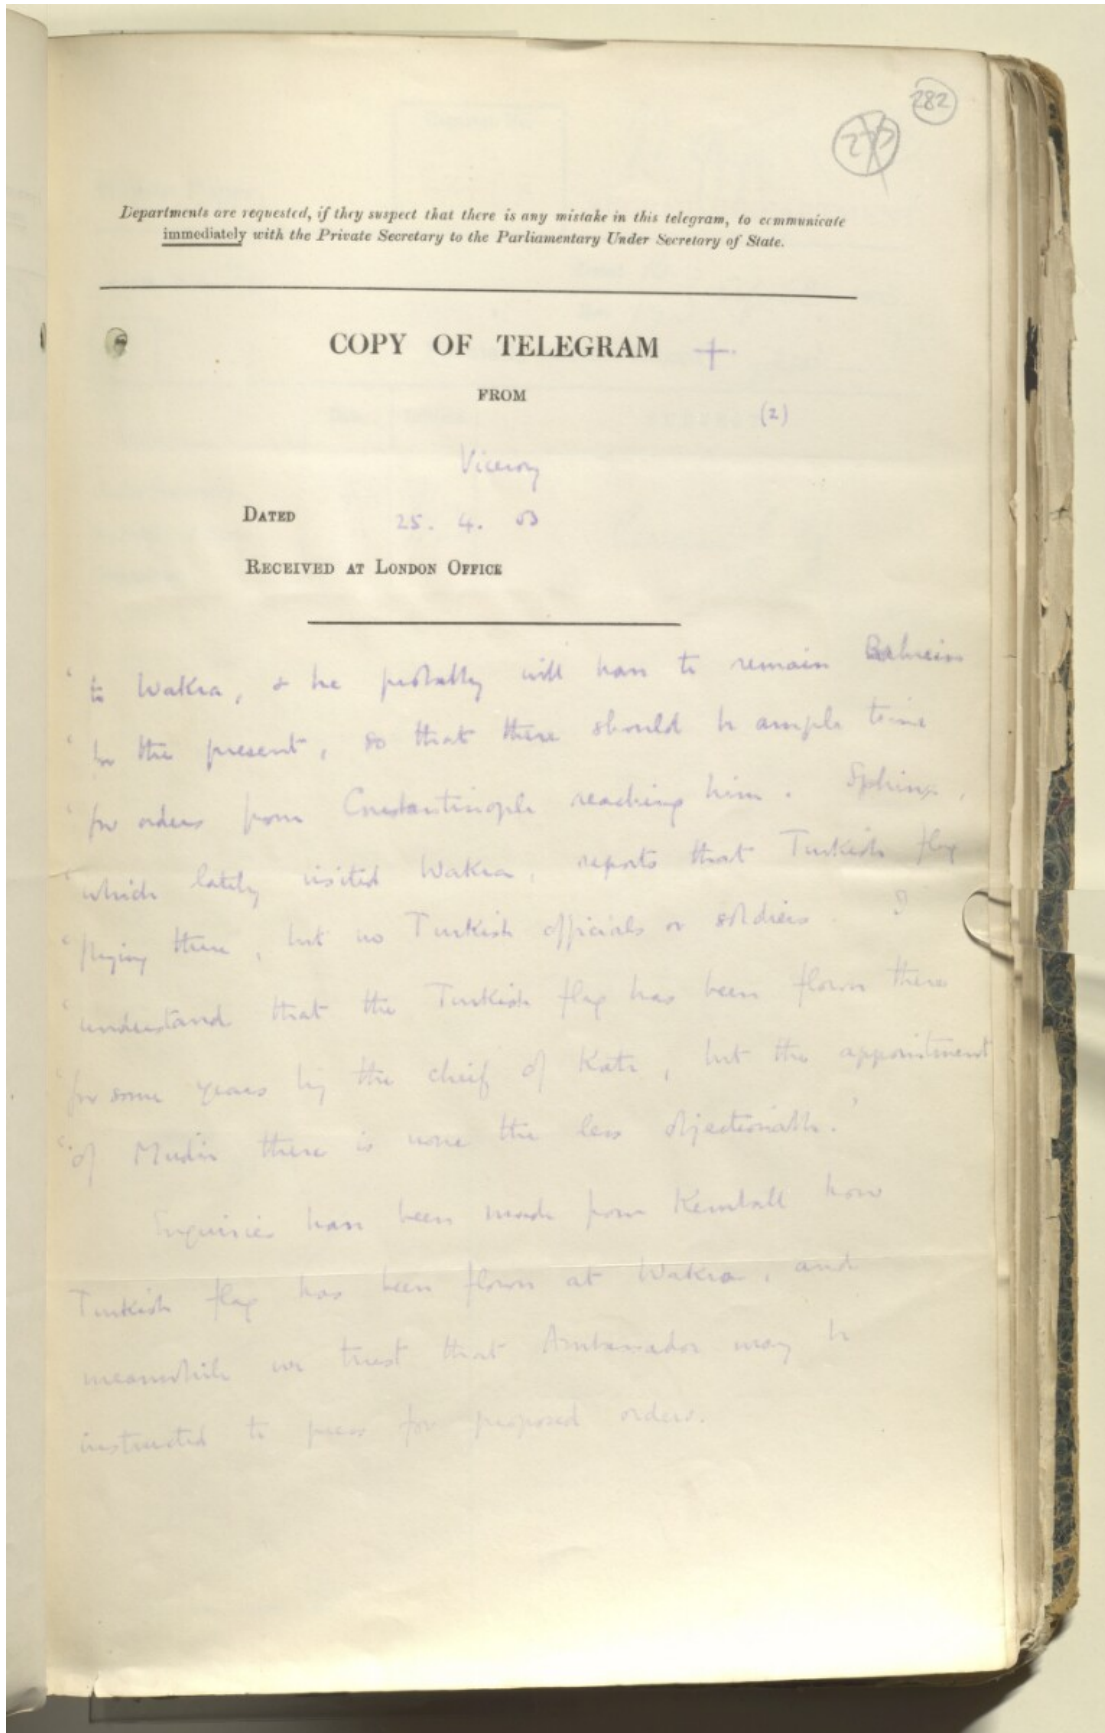 282
Departments are requested, if they suspect that there is any mistake in this telegram, to communicate
immediately with the Private Secretary to the Parliamentary Under Secretary of State.
COPY OF TELEGRAM +
FROM
(2)
Viceroy
DATED 25. 4. 03
RECEIVED AT LONDON OFFICE
" to Wakra, & he probably will have to remain Bahrein
" for the present, so that there should be ample time
" for orders from Constantinople reaching him. Sphinx,
" which lately visited Wakra, reports that Turkish flag
" flying there, but no Turkish officials or soldiers. I
" understand that the Turkish flag has been flown there
" for some years by the cheif of Katr, but the appointment
" of Mudir there is none the less objectionable."
Enquiries have been made from Kemball how
Turkish flag has been flown at Wakra, and
meanwhile we trust that Ambassador may be
instructed to press for proposed orders.